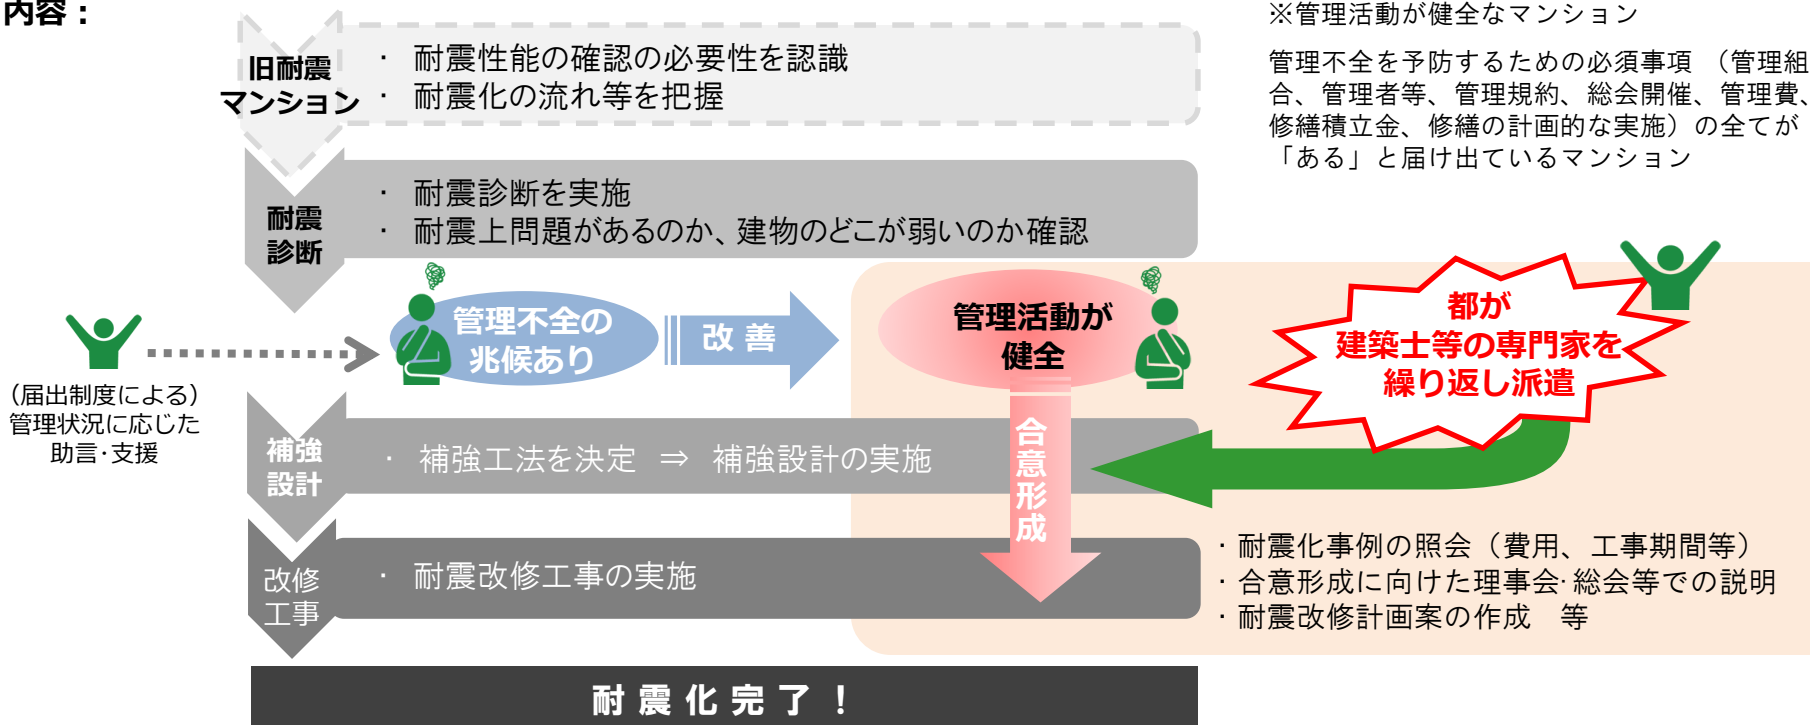 内容：
※管理活動が健全なマンション
管理不全を予防するための必須事項 （管理組
合、管理者等、管理規約、総会開催、管理費、
修繕積立金、修繕の計画的な実施）の全てが
「ある」と届け出ているマンション
旧耐震
マンション
・ 耐震性能の確認の必要性を認識
・ 耐震化の流れ等を把握
耐震
診断
・ 耐震診断を実施
・ 耐震上問題があるのか、建物のどこが弱いのか確認
（届出制度による）
管理状況に応じた
助言･支援
管理不全の
兆候あり
改 善
管理活動が
健全
都が
建築士等の専門家を
繰り返し派遣
補強
設計
・ 補強工法を決定 ⇒ 補強設計の実施
合意形成
改修
工事
・ 耐震改修工事の実施
・耐震化事例の照会（費用、工事期間等）
・合意形成に向けた理事会･総会等での説明
・耐震改修計画案の作成　等
耐 震 化 完 了 ！